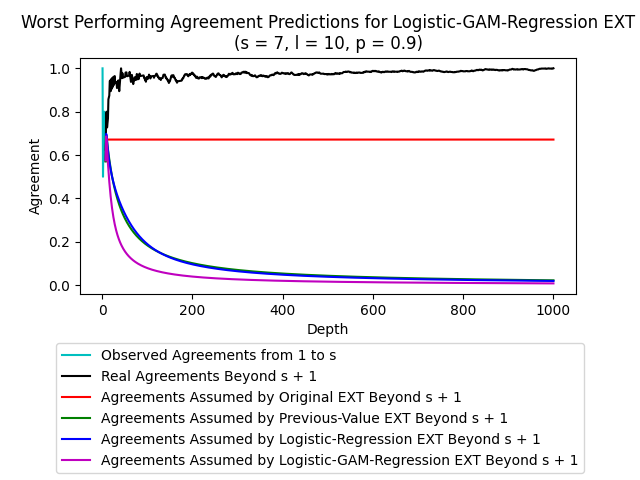 Worst Performing Agreement Predictions for Logistic-GAM-Regression EXT
(s = 7, l = 10, p = 0.9)
1.0
0.8
0.6
0.4
0.2
0.0
Agreement
0 200 400 600 800 1000
Depth
Observed Agreements from 1 to s
Real Agreements Beyond s + 1
Agreements Assumed by Original EXT Beyond s + 1
Agreements Assumed by Previous-Value EXT Beyond s + 1
Agreements Assumed by Logistic-Regression EXT Beyond s + 1
Agreements Assumed by Logistic-GAM-Regression EXT Beyond s + 1